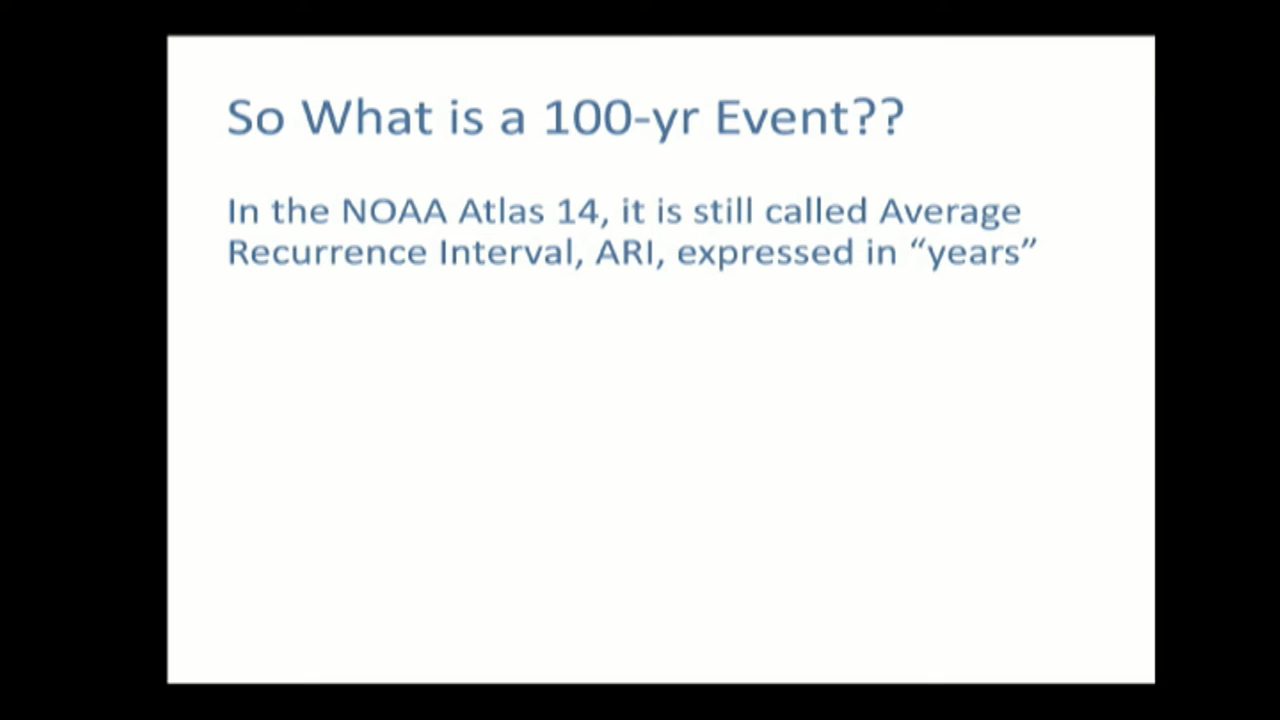 So What is a 100-yr Event??
In the NOAA Atlas 14, it is still called Average
Recurrence Interval, ARI, expressed in “years”